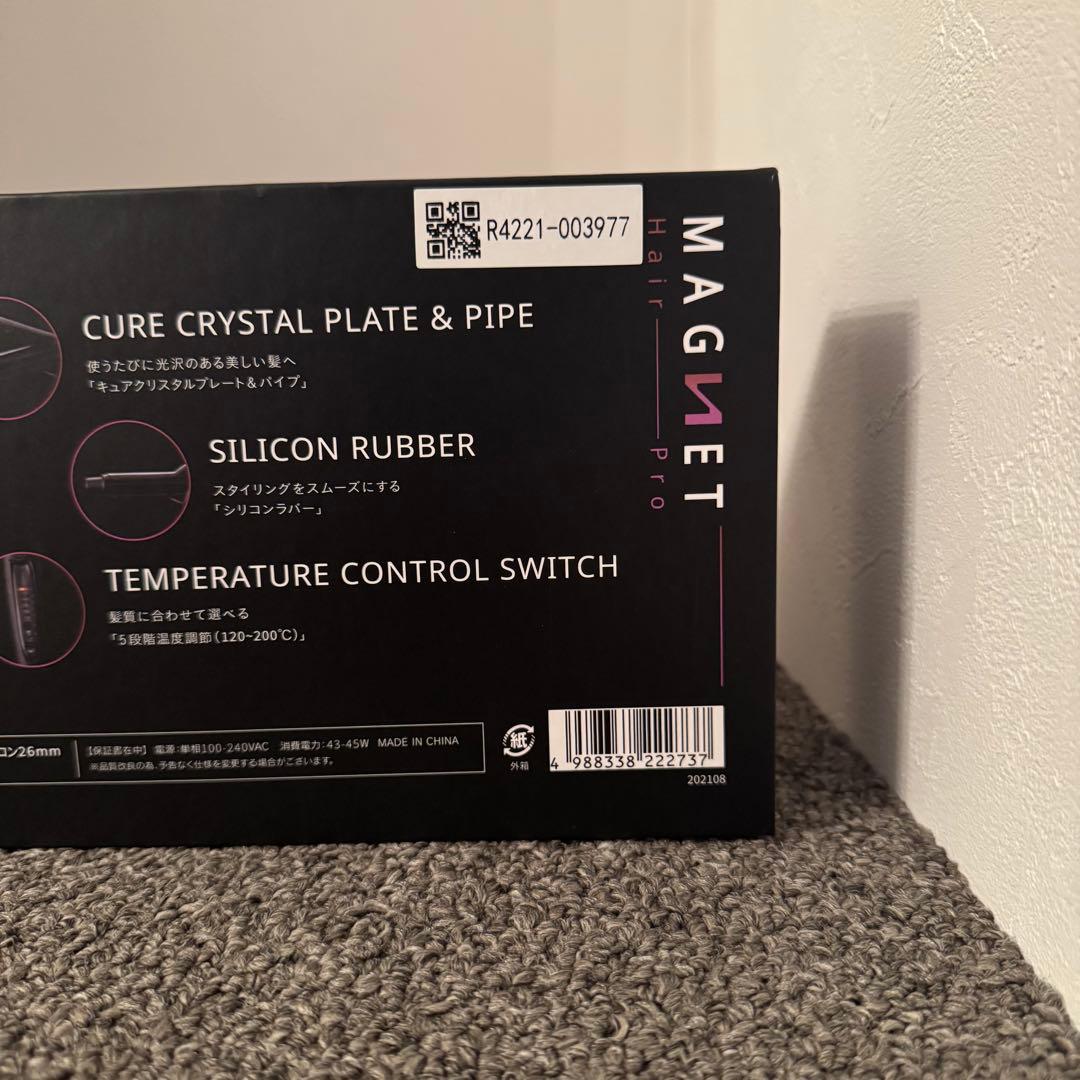 R4221-003977
MAGNET
Hair Pro
CURE CRYSTAL PLATE & PIPE
使うたびに光沢のある美しい髪へ
「キュアクリスタルプレート&パイプ」
SILICON RUBBER
スタイリングをスムーズにする
「シリコンラバー」
TEMPERATURE CONTROL SWITCH
髪質に合わせて選べる
「5段階温度調節(120~200℃)」
コン26mm
【保証書在中】 電源:単相100-240VAC 消費電力:43-45W MADE IN CHINA
※品質改良の為、予告なく仕様を変更する場合がございます。
紙
外箱
4 988338 222737
202108